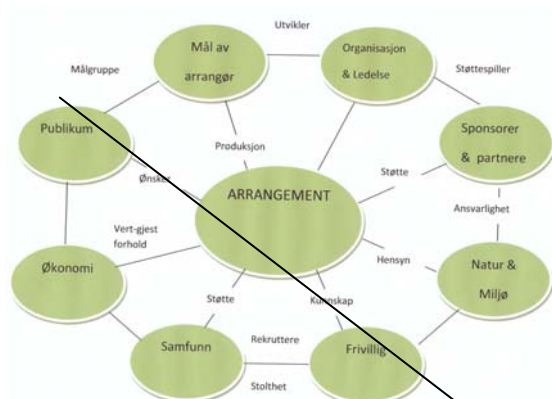 Utvikler
Mål av
arrangør
Organisasjon
& Ledelse
Målgruppe
Støttespiller
Publikum
Produksjon
Sponsorer
& partnere
Ønsker
Støtte
ARRANGEMENT
Ansvarlighet
Vert-gjest
forhold
Hensyn
Natur &
Miljø
Økonomi
Støtte
Kunnskap
Samfunn
Rekruttere
Frivillig
Stolthet